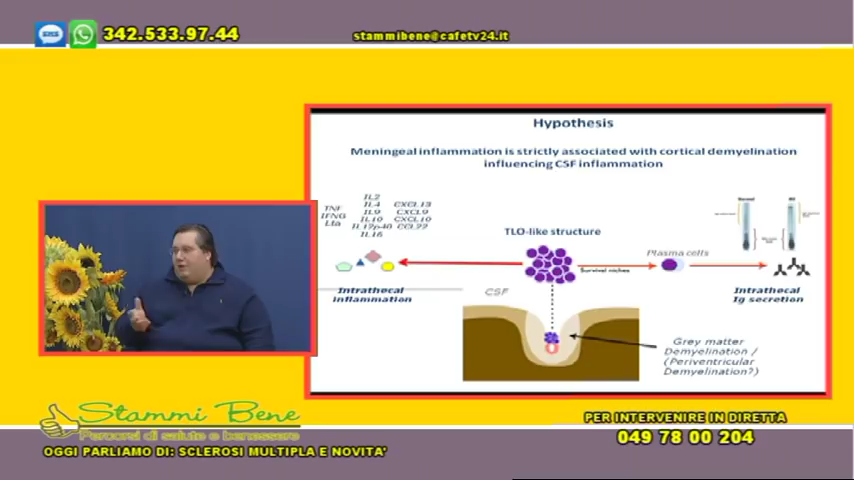 SMS
342.533.97.44
stammibene@cafetv24.it
Hypothesis
Meningeal inflammation is strictly associated with cortical demyelination
influencing CSF inflammation
TNF
IFNG
LTα
IL2
IL4
IL9
IL10
IL12p40
IL16
CXCL13
CXCL9
CXCL10
CCL22
TLO-like structure
Plasma cells
Survival niches
CSF
Intrathecal
inflammation
Intrathecal
Ig secretion
Grey matter
Demyelination /
(Periventricular
Demyelination?)
Stammi Bene
Percorsi di salute e benessere
OGGI PARLIAMO DI: SCLEROSI MULTIPLA E NOVITA'
PER INTERVENIRE IN DIRETTA
049 78 00 204